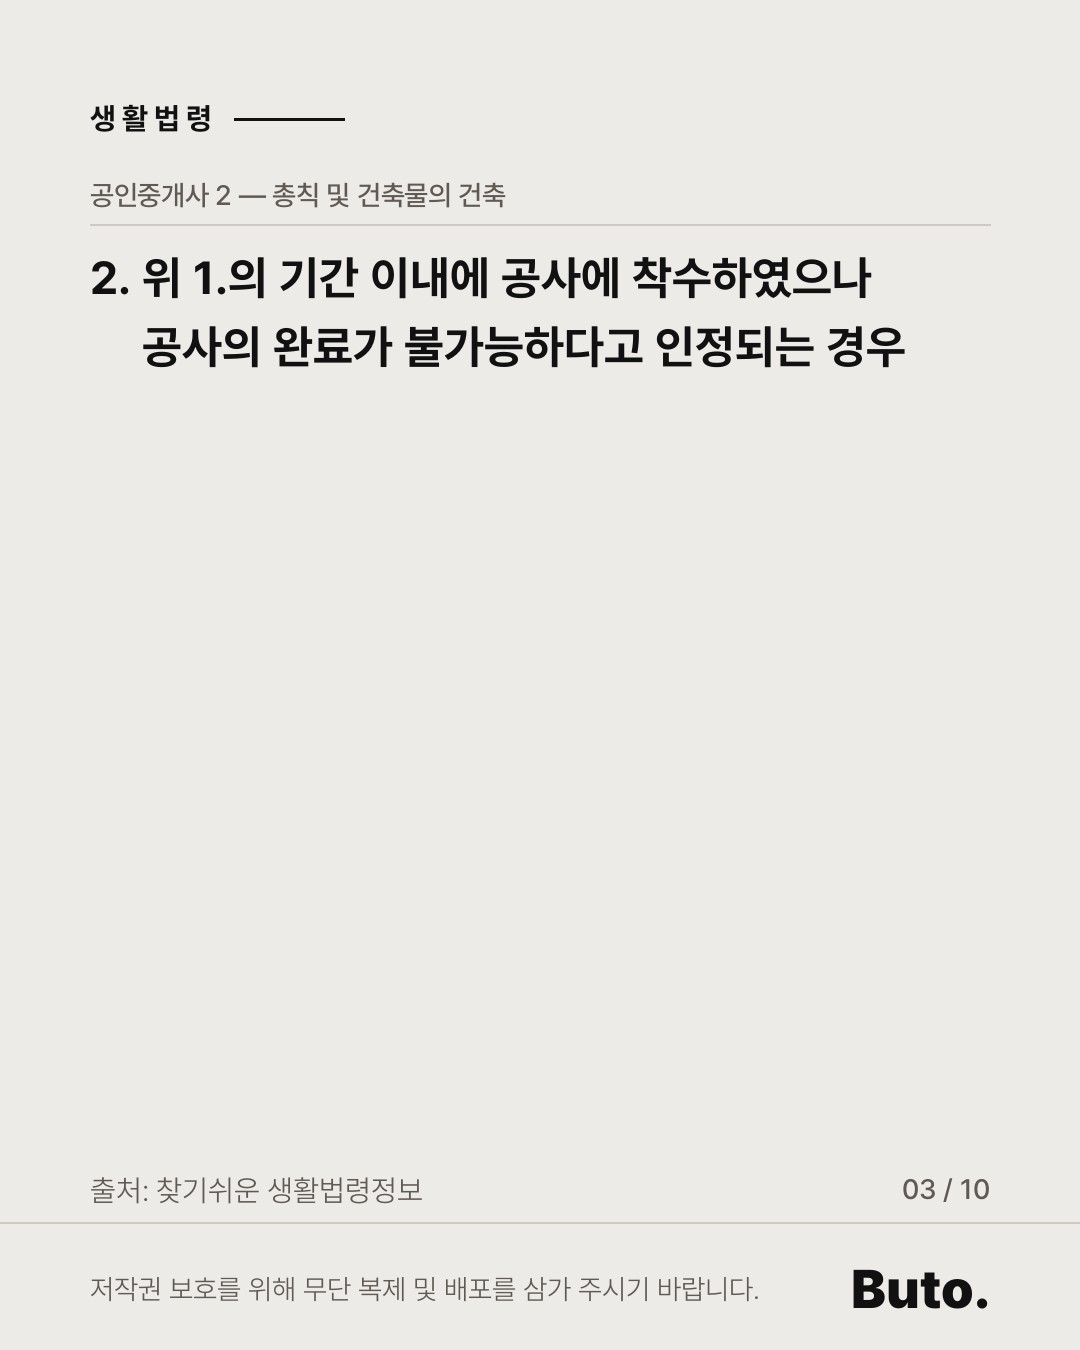 생활법령
공인중개사 2 — 총칙 및 건축물의 건축
2. 위 1.의 기간 이내에 공사에 착수하였으나
공사의 완료가 불가능하다고 인정되는 경우
출처: 찾기쉬운 생활법령정보
03 / 10
저작권 보호를 위해 무단 복제 및 배포를 삼가 주시기 바랍니다.
Buto.